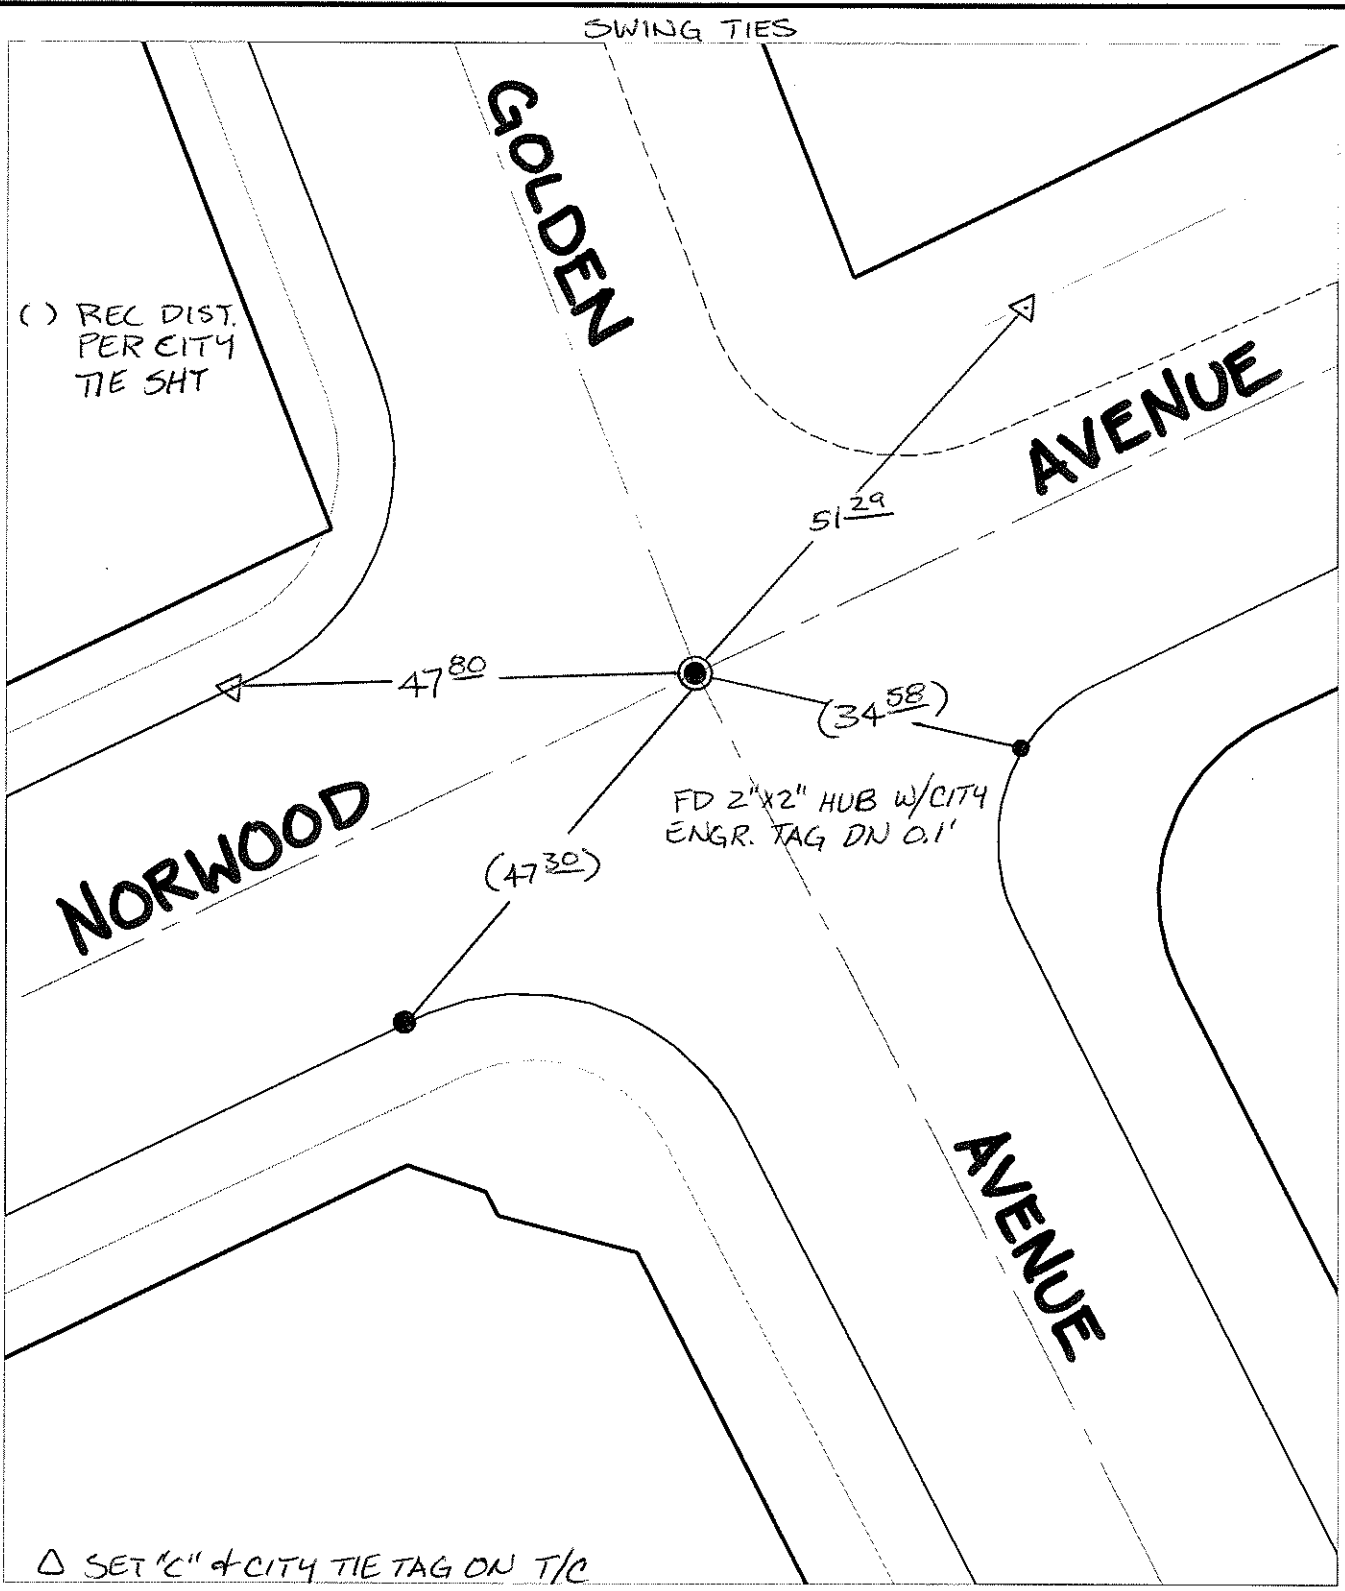 SWING TIES
GOLDEN
( ) REC DIST.
PER CITY
TIE SHT
AVENUE
51 29
47 80
(34 58)
FD 2"x2" HUB W/CITY
ENGR. TAG DN 0.1'
NORWOOD
(47 30)
AVENUE
△ SET "C" & CITY TIE TAG ON T/C